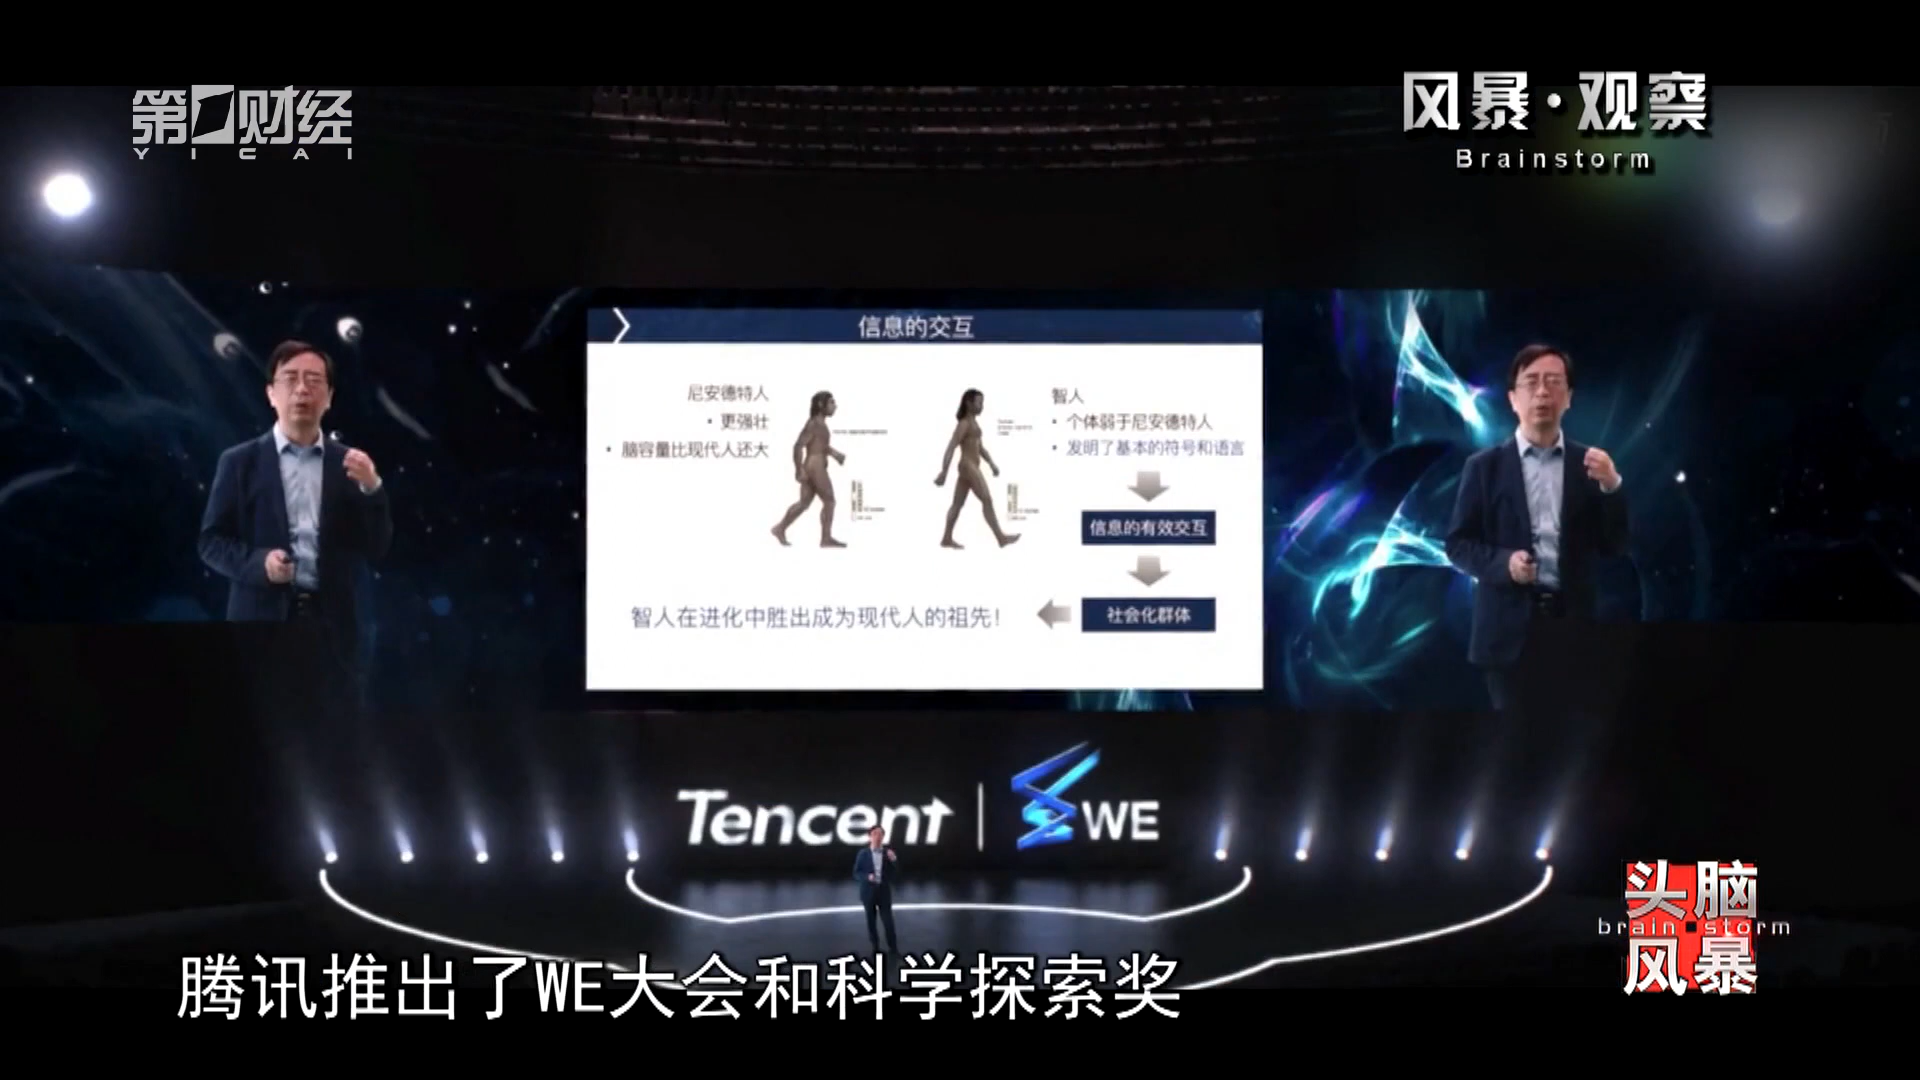 第一财经
YICAI
风暴·观察
Brainstorm
信息的交互
尼安德特人
• 更强壮
• 脑容量比现代人还大
智人
• 个体弱于尼安德特人
• 发明了基本的符号和语言
信息的有效交互
社会化群体
智人在进化中胜出成为现代人的祖先！
Tencent | WE
头脑
brain storm
风暴
腾讯推出了WE大会和科学探索奖